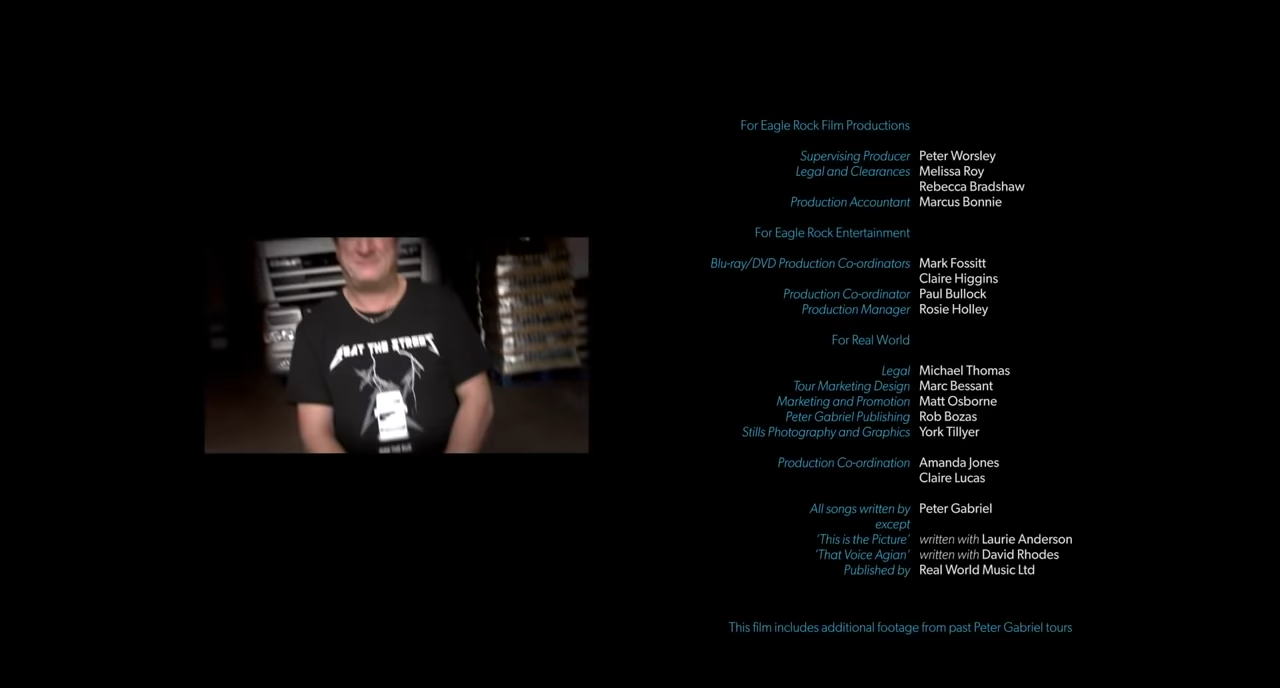 For Eagle Rock Film Productions
Supervising Producer Peter Worsley
Legal and Clearances Melissa Roy
Rebecca Bradshaw
Production Accountant Marcus Bonnie
For Eagle Rock Entertainment
Blu-ray/DVD Production Co-ordinators Mark Fossitt
Claire Higgins
Production Co-ordinator Paul Bullock
Production Manager Rosie Holley
For Real World
Legal Michael Thomas
Tour Marketing Design Marc Bessant
Marketing and Promotion Matt Osborne
Peter Gabriel Publishing Rob Bozas
Stills Photography and Graphics York Tillyer
Production Co-ordination Amanda Jones
Claire Lucas
All songs written by Peter Gabriel
except
‘This is the Picture’ written with Laurie Anderson
‘That Voice Agian’ written with David Rhodes
Published by Real World Music Ltd
This film includes additional footage from past Peter Gabriel tours
EAT THE STREET